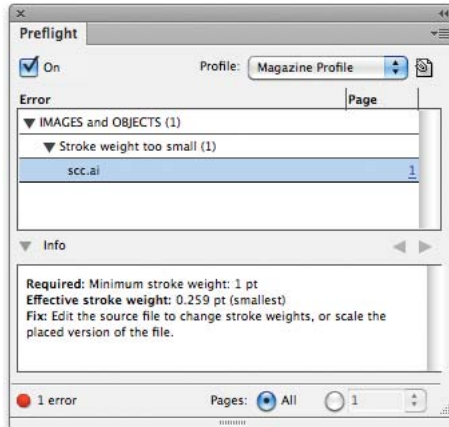 Preflight
On Profile: Magazine Profile
Error Page
IMAGES and OBJECTS (1)
Stroke weight too small (1)
scc.ai 1
Info
Required: Minimum stroke weight: 1 pt
Effective stroke weight: 0.259 pt (smallest)
Fix: Edit the source file to change stroke weights, or scale the
placed version of the file.
1 error Pages: All 1